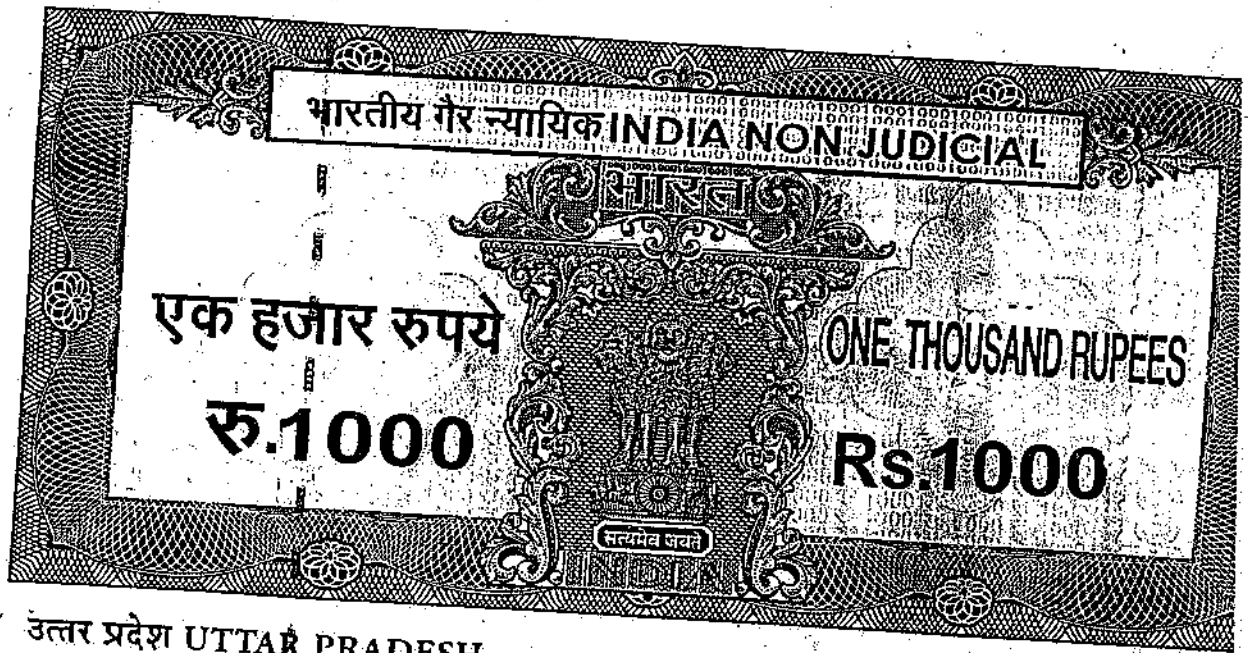 भारतीय गैर न्यायिक INDIA NON JUDICIAL
भारत
एक हजार रुपये
ONE THOUSAND RUPEES
रु.1000
Rs.1000
सत्यमेव जयते
INDIA
उत्तर प्रदेश UTTAR PRADESH